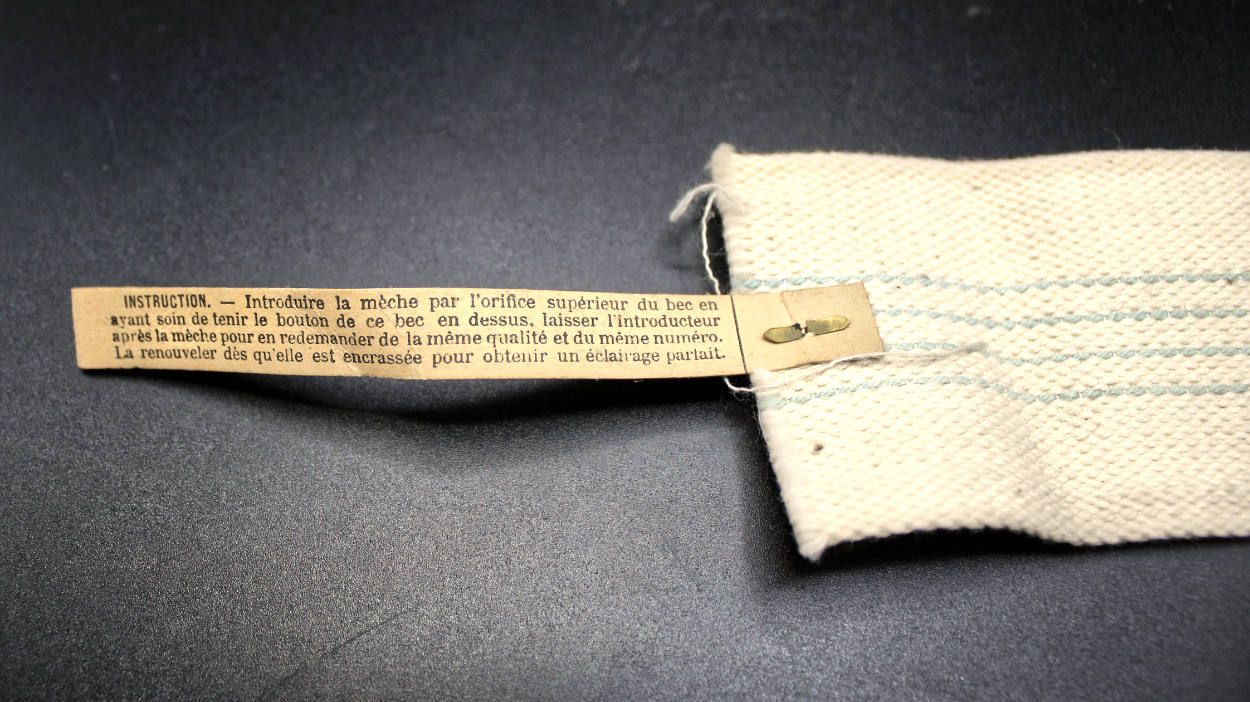 INSTRUCTION. — Introduire la mèche par l'orifice supérieur du bec en
ayant soin de tenir le bouton de ce bec en dessus, laisser l'introducteur
après la mèche pour en redemander de la même qualité et du même numéro.
La renouveler dès qu'elle est encrassée pour obtenir un éclairage parfait.